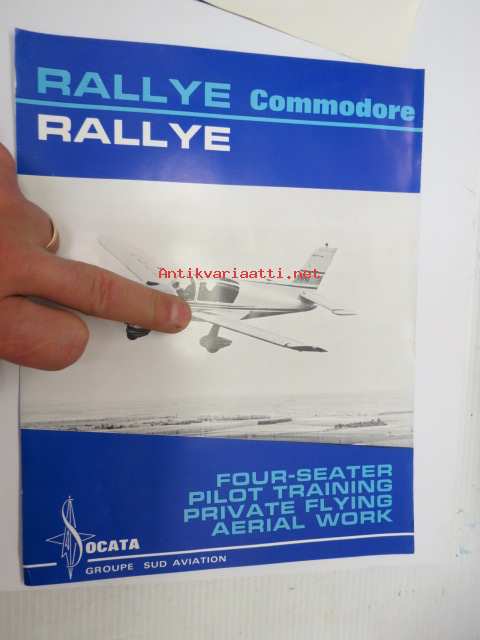 RALLYE Commodore
RALLYE
Antikvariaatti.net
FOUR-SEATER
PILOT TRAINING
PRIVATE FLYING
AERIAL WORK
SOCATA
GROUPE SUD AVIATION